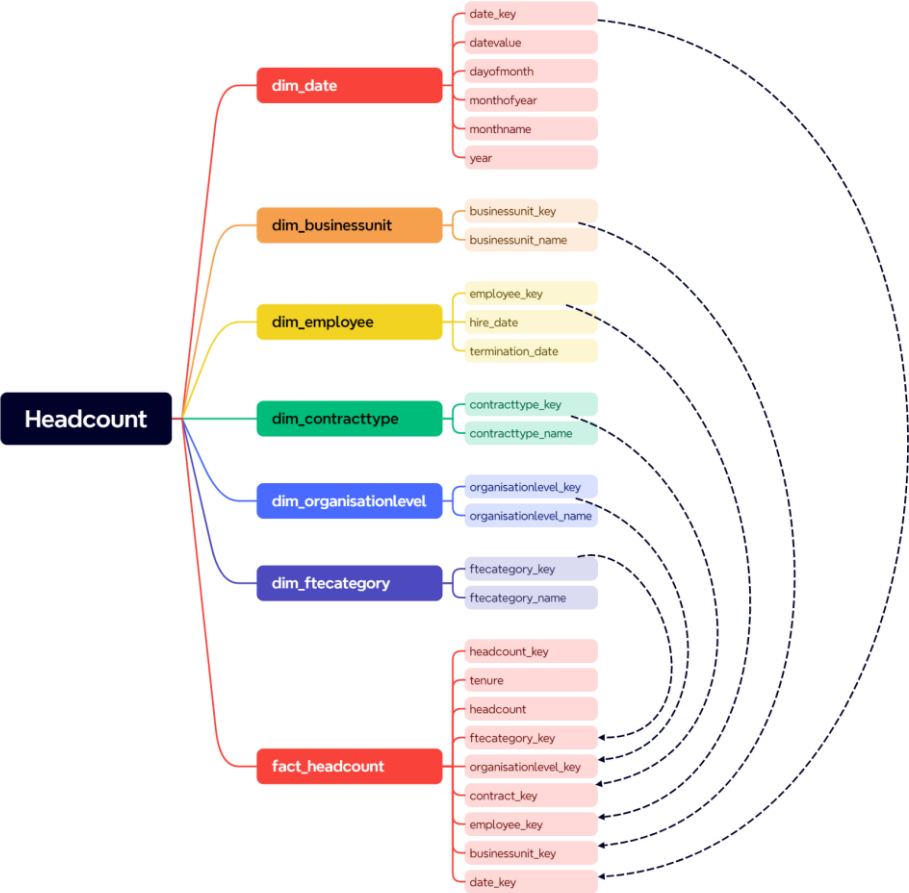 date_key
datevalue
dim_date
dayofmonth
monthofyear
monthname
year
businessunit_key
dim_businessunit
businessunit_name
employee_key
dim_employee
hire_date
termination_date
Headcount
contracttype_key
dim_contracttype
contracttype_name
organisationlevel_key
dim_organisationlevel
organisationlevel_name
ftecategory_key
dim_ftecategory
ftecategory_name
headcount_key
tenure
headcount
ftecategory_key
fact_headcount
organisationlevel_key
contract_key
employee_key
businessunit_key
date_key